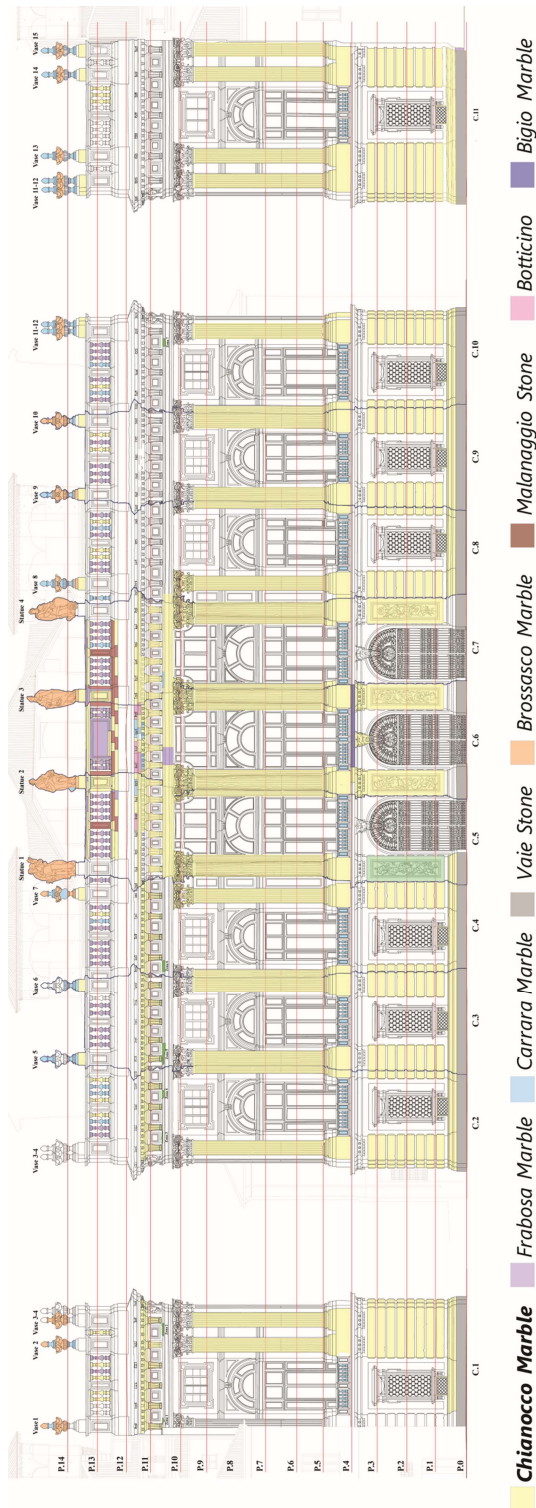 Vase1
Vase 2
Vase 3-4
Vase 3-4
Vase 5
Vase 6
Vase 7
Statue 1
Statue 2
Statue 3
Statue 4
Vase 8
Vase 9
Vase 10
Vase 11-12
Vase 11-12
Vase 13
Vase 14
Vase 15
P.14
P.13
P.12
P.11
P.10
P.9
P.8
P.7
P.6
P.5
P.4
P.3
P.2
P.1
P.0
C.1
C.2
C.3
C.4
C.5
C.6
C.7
C.8
C.9
C.10
C.11
Chianocco Marble
Frabosa Marble
Carrara Marble
Vaie Stone
Brossasco Marble
Malanaggio Stone
Botticino
Bigio Marble